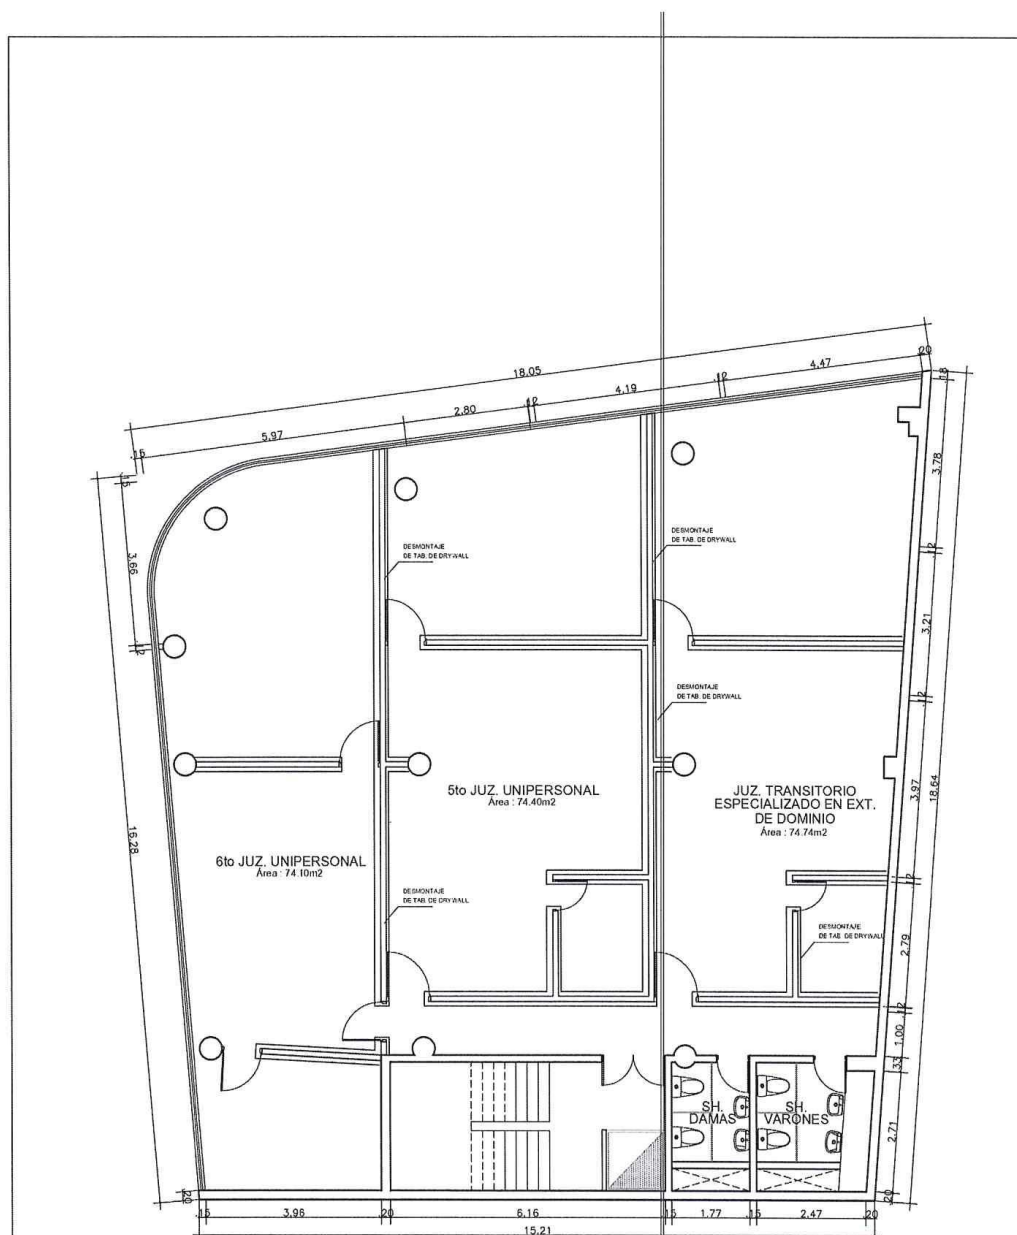 18.05
.20
4.47
.12
4.19
.12
2.80
5.97
.15
.18
.15
3.66
.12
16.28
.20
3.78
.12
3.21
.12
3.97
18.64
.12
2.79
.12
1.00
.33
2.71
.20
DESMONTAJE
DE TAB. DE DRYWALL
DESMONTAJE
DE TAB. DE DRYWALL
DESMONTAJE
DE TAB. DE DRYWALL
5to JUZ. UNIPERSONAL
Área : 74.40m2
JUZ. TRANSITORIO
ESPECIALIZADO EN EXT.
DE DOMINIO
Área : 74.74m2
6to JUZ. UNIPERSONAL
Área : 74.10m2
DESMONTAJE
DE TAB. DE DRYWALL
DESMONTAJE
DE TAB. DE DRYWALL
SH.
DAMAS
SH.
VARONES
.15
3.96
.20
6.16
.15
1.77
.15
2.47
.20
15.21